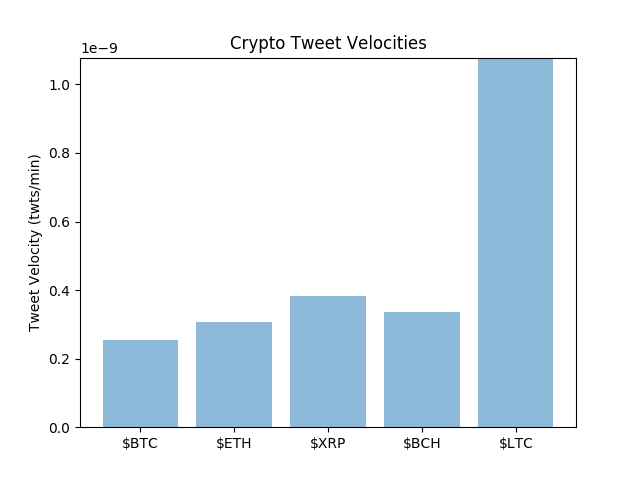 Crypto Tweet Velocities
1e−9
Tweet Velocity (twts/min)
1.0
0.8
0.6
0.4
0.2
0.0
$BTC $ETH $XRP $BCH $LTC